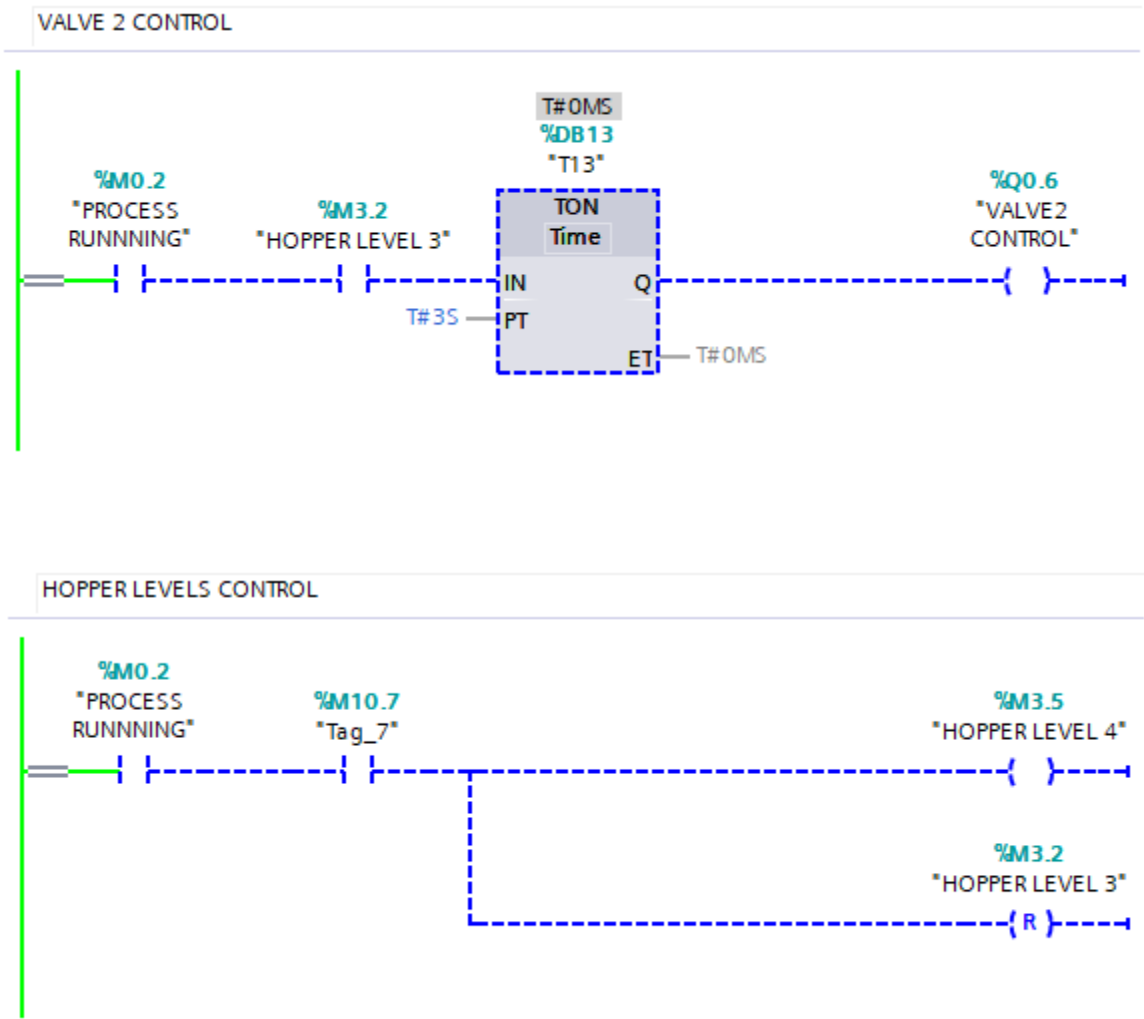 VALVE 2 CONTROL
T#0MS
%DB13
"T13"
%M0.2
"PROCESS
RUNNNING"
%M3.2
"HOPPER LEVEL 3"
TON
Time
%Q0.6
"VALVE2
CONTROL"
IN
Q
T#3S
PT
ET
T#0MS
HOPPER LEVELS CONTROL
%M0.2
"PROCESS
RUNNNING"
%M10.7
"Tag_7"
%M3.5
"HOPPER LEVEL 4"
%M3.2
"HOPPER LEVEL 3"
R